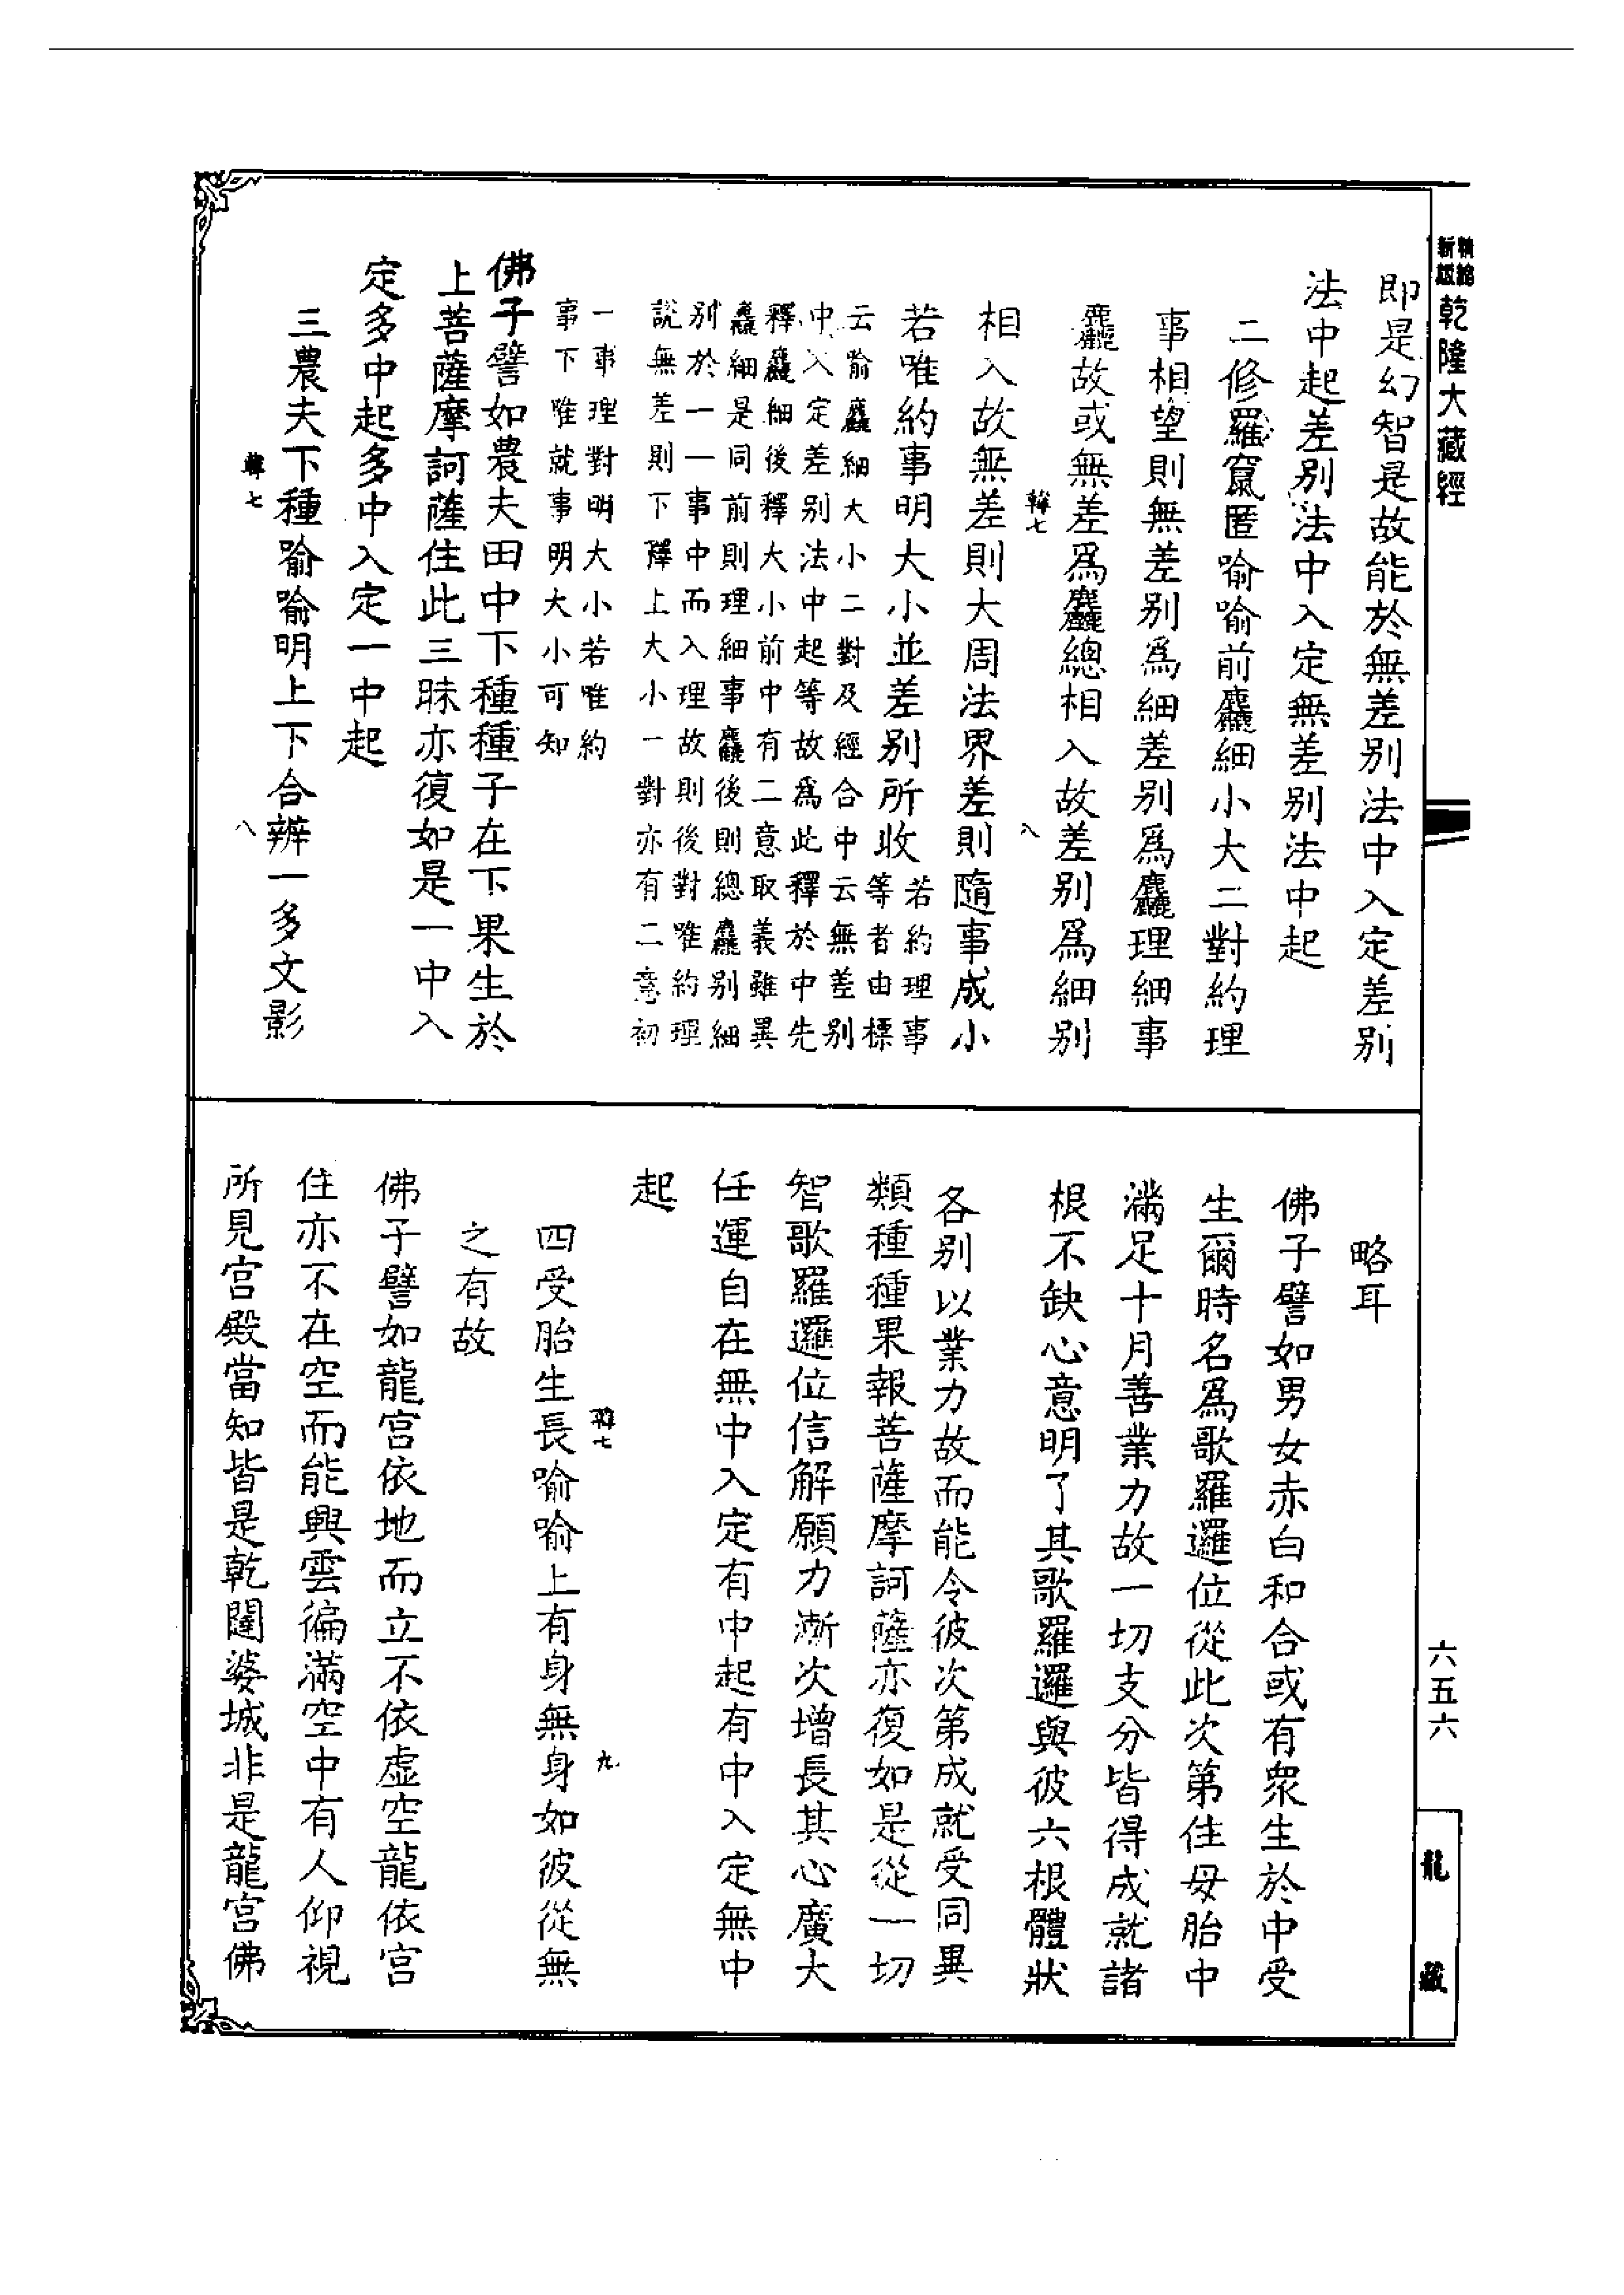 精縮
新版
乾隆大藏經
即是幻智是故能於無差別法中入定差別
法中起差別法中入定無差別法中起
二修羅竄匿喻喻前麤細小大二對約理
事相望則無差別爲細差別爲麤理細事
麤故或無差爲麤總相入故差別爲細別
韓七
八
相入故無差則大周法界差則隨事成小
若唯約事明大小並差別所收若約理事
等者由標
云喻麤細大小二對及經合中云無差別
中入定差別法中起等故爲此釋於中先
釋麤細後釋大小前中有二意取義雖異
麤細是同前則理細事麤後則總麤別細
別於一一事中而入理故則後對唯約理
說無差則下釋上大小一對亦有二意初
一事理對明大小若唯約
事下唯就事明大小可知
佛子譬如農夫田中下種種子在下果生於
上菩薩摩訶薩住此三昧亦復如是一中入
定多中起多中入定一中起
三農夫下種喻喻明上下合辨一多文影
韓七
八
略耳
佛子譬如男女赤白和合或有眾生於中受
生爾時名爲歌羅邏位從此次第住母胎中
滿足十月善業力故一切支分皆得成就諸
根不缺心意明了其歌羅邏與彼六根體狀
各別以業力故而能令彼次第成就受同異
類種種果報菩薩摩訶薩亦復如是從一切
智歌羅邏位信解願力漸次增長其心廣大
任運自在無中入定有中起有中入定無中
起
韓七
九
四受胎生長喻喻上有身無身如彼從無
之有故
佛子譬如龍宮依地而立不依虛空龍依宮
住亦不在空而能興雲徧滿空中有人仰視
所見宮殿當知皆是乾闥婆城非是龍宮佛
六五六
龍藏